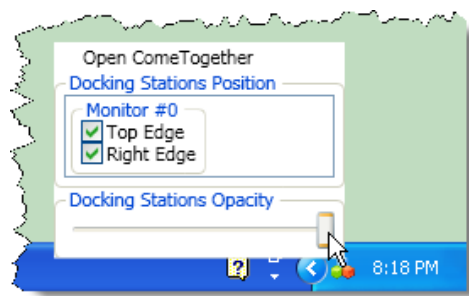 Open ComeTogether
Docking Stations Position
Monitor #0
Top Edge
Right Edge
Docking Stations Opacity
?
8:18 PM